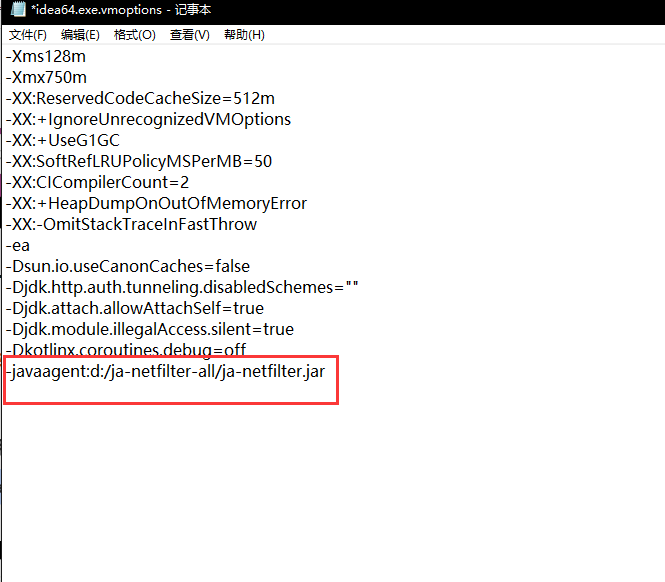 *idea64.exe.vmoptions - 记事本
文件(F) 编辑(E) 格式(O) 查看(V) 帮助(H)
-Xms128m
-Xmx750m
-XX:ReservedCodeCacheSize=512m
-XX:+IgnoreUnrecognizedVMOptions
-XX:+UseG1GC
-XX:SoftRefLRUPolicyMSPerMB=50
-XX:CICompilerCount=2
-XX:+HeapDumpOnOutOfMemoryError
-XX:-OmitStackTraceInFastThrow
-ea
-Dsun.io.useCanonCaches=false
-Djdk.http.auth.tunneling.disabledSchemes=""
-Djdk.attach.allowAttachSelf=true
-Djdk.module.illegalAccess.silent=true
-Dkotlinx.coroutines.debug=off
-javaagent:d:/ja-netfilter-all/ja-netfilter.jar